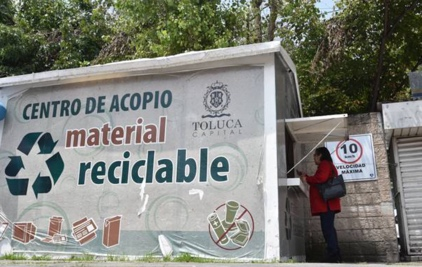 CENTRO DE ACOPIO
material
reciclable
TOLUCA
CAPITAL
10
VELOCIDAD
MÁXIMA